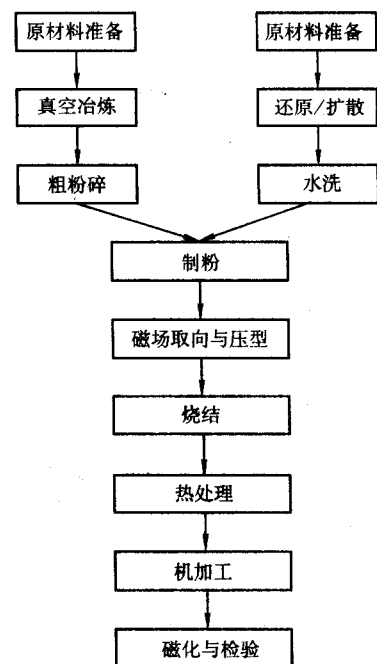 原材料准备
原材料准备
真空冶炼
还原/扩散
粗粉碎
水洗
制粉
磁场取向与压型
烧结
热处理
机加工
磁化与检验